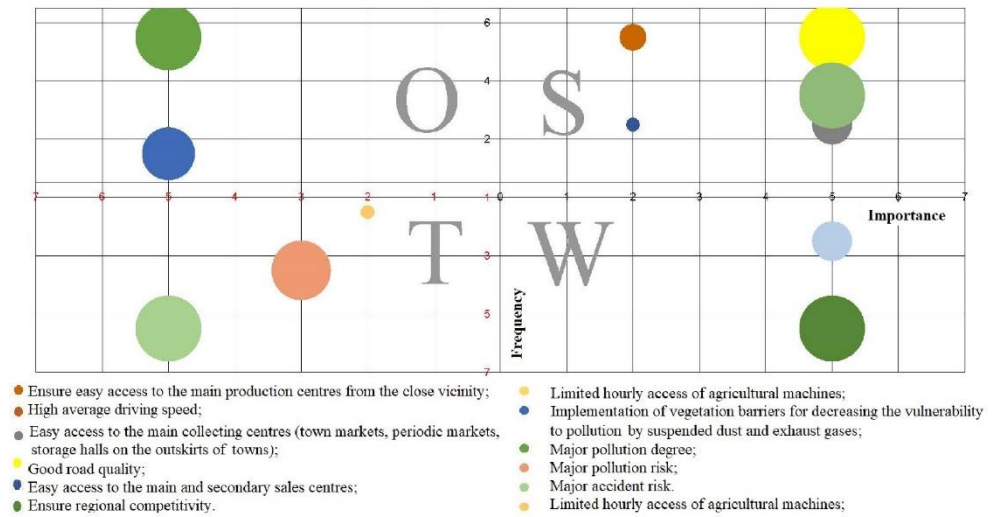 6
4
O S
2
7 6 5 4 3 2 1 1 0 1 2 3 4 5 6 7
Importance
T W
3
5
Frequency
7
Ensure easy access to the main production centres from the close vicinity;
High average driving speed;
Easy access to the main collecting centres (town markets, periodic markets,
storage halls on the outskirts of towns);
Good road quality;
Easy access to the main and secondary sales centres;
Ensure regional competitivity.
Limited hourly access of agricultural machines;
Implementation of vegetation barriers for decreasing the vulnerability
to pollution by suspended dust and exhaust gases;
Major pollution degree;
Major pollution risk;
Major accident risk.
Limited hourly access of agricultural machines;